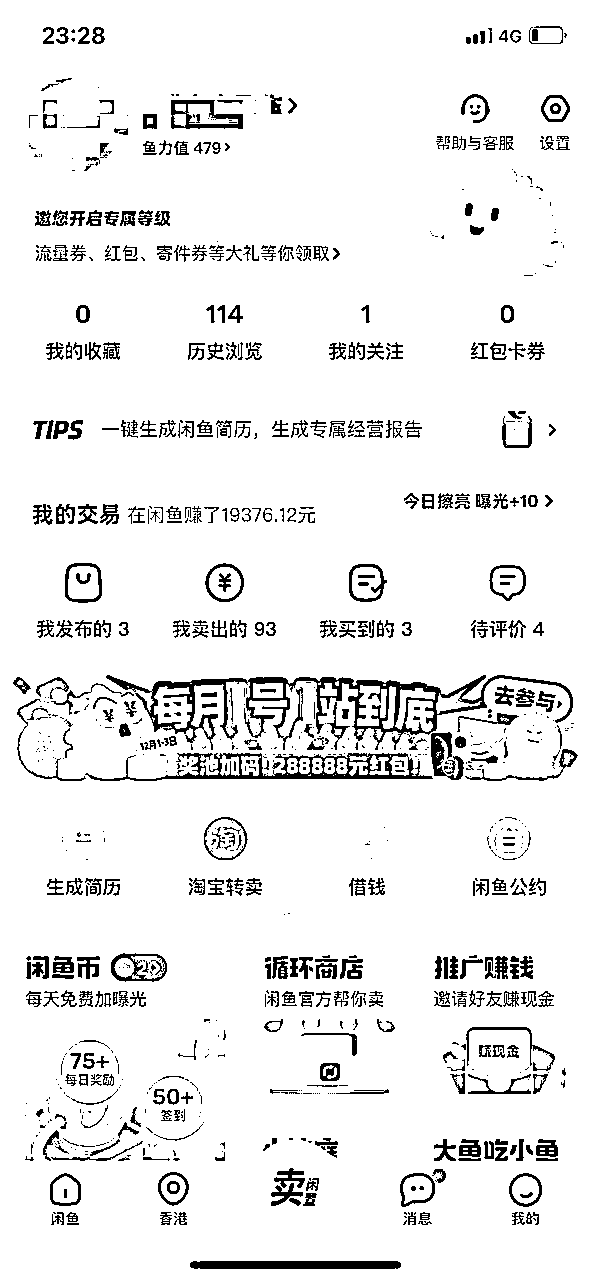 23:28
4G
鱼力值 479
帮助与客服
设置
邀您开启专属等级
流量券、红包、寄件券等大礼等你领取
0
114
1
0
我的收藏
历史浏览
我的关注
红包卡券
TIPS 一键生成闲鱼简历，生成专属经营报告
我的交易 在闲鱼赚了19376.12元
今日擦亮 曝光+10
我发布的 3
我卖出的 93
我买到的 3
待评价 4
每月1号 1站到底
去参与
12月1-3日
奖池加码！288888元红包！
生成简历
淘宝转卖
借钱
闲鱼公约
闲鱼币
循环商店
推广赚钱
每天免费加曝光
闲鱼官方帮你卖
邀请好友赚现金
赚现金
75+
每日奖励
50+
签到
大鱼吃小鱼
闲鱼
香港
卖闲置
消息
我的